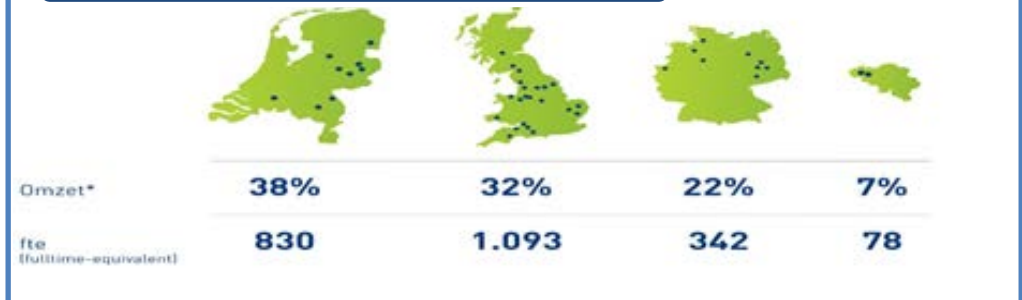 Omzet* 38% 32% 22% 7%
fte 830 1.093 342 78
(fulltime-equivalent)